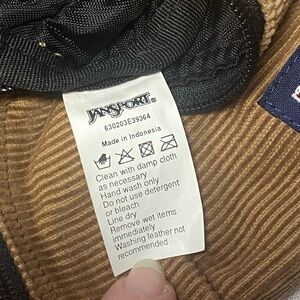 JANSPORT®
630203E39364
Made in Indonesia
Clean with damp cloth
as necessary
Hand wash only
Do not use detergent
or bleach
Line dry
Remove wet items
immediately
Washing leather not
recommended